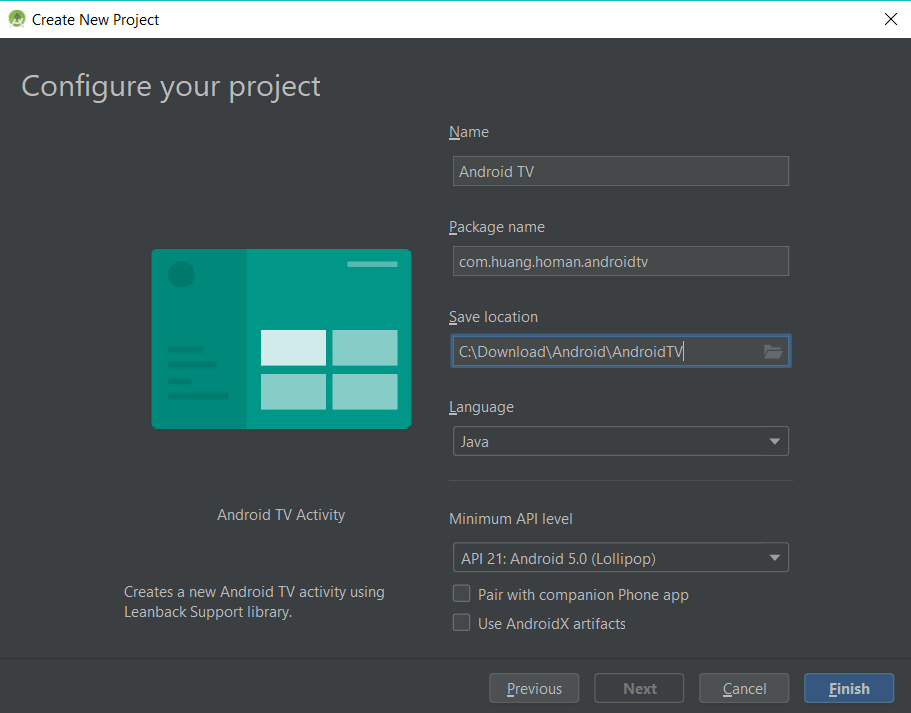 Create New Project
Configure your project
Name
Android TV
Package name
com.huang.homan.androidtv
Save location
C:\Download\Android\AndroidTV
Language
Java
Android TV Activity
Minimum API level
API 21: Android 5.0 (Lollipop)
Creates a new Android TV activity using
Leanback Support library.
Pair with companion Phone app
Use AndroidX artifacts
Previous
Next
Cancel
Finish